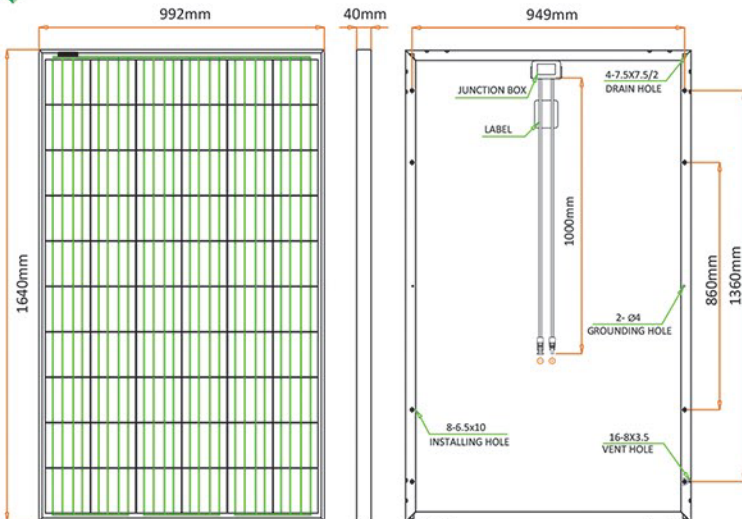 992mm
40mm
949mm
4-7.5X7.5/2
DRAIN HOLE
JUNCTION BOX
LABEL
1000mm
1640mm
860mm
1360mm
2- Ø4
GROUNDING HOLE
8-6.5x10
INSTALLING HOLE
16-8X3.5
VENT HOLE